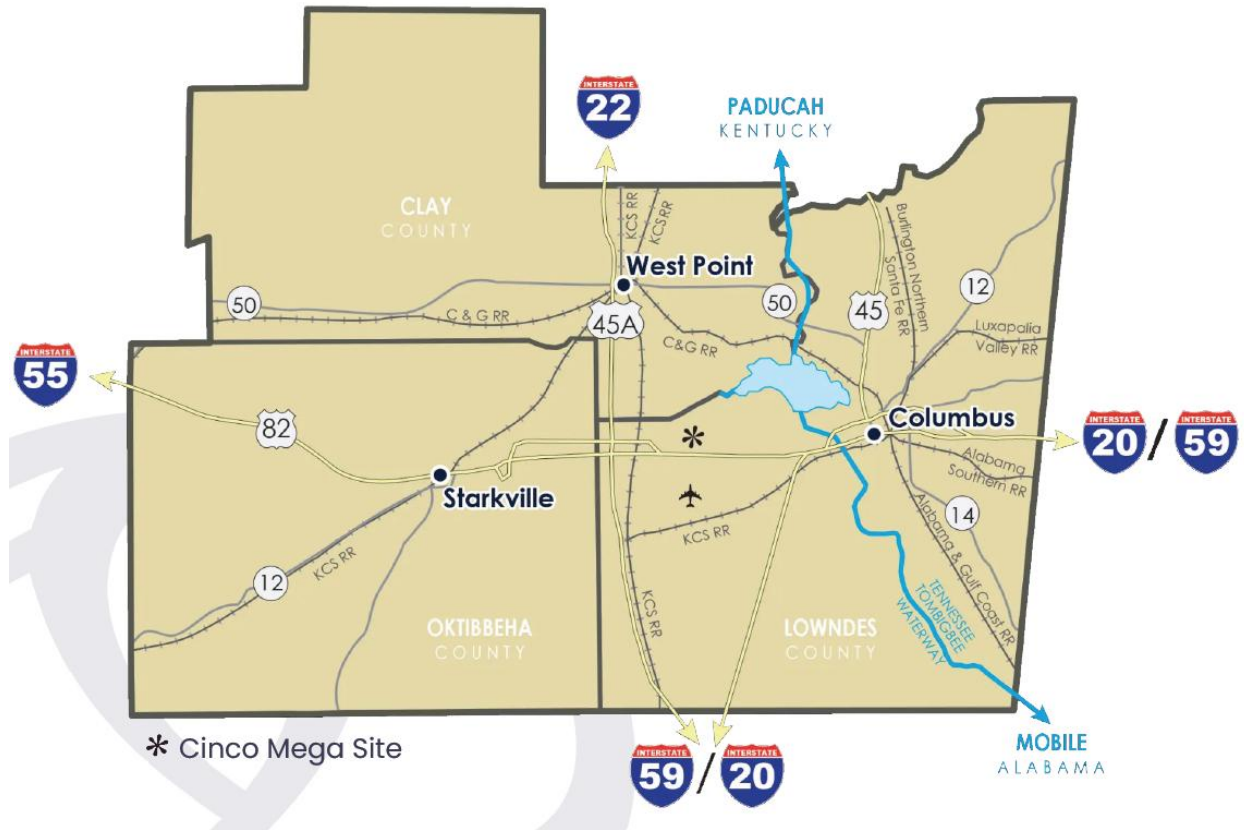 INTERSTATE
22
PADUCAH
KENTUCKY
CLAY
COUNTY
KCS RR
KCS RR
Burlington Northern
Santa Fe RR
West Point
50
C & G RR
45A
C&G RR
50
45
12
Luxapalia
Valley RR
INTERSTATE
55
82
Columbus
INTERSTATE
20
/
INTERSTATE
59
*
Starkville
Alabama
Southern RR
KCS RR
14
12
KCS RR
KCS RR
Alabama & Gulf Coast RR
TENNESSEE
TOMBIGBEE
WATERWAY
OKTIBBEHA
COUNTY
LOWNDES
COUNTY
* Cinco Mega Site
INTERSTATE
59
/
INTERSTATE
20
MOBILE
ALABAMA